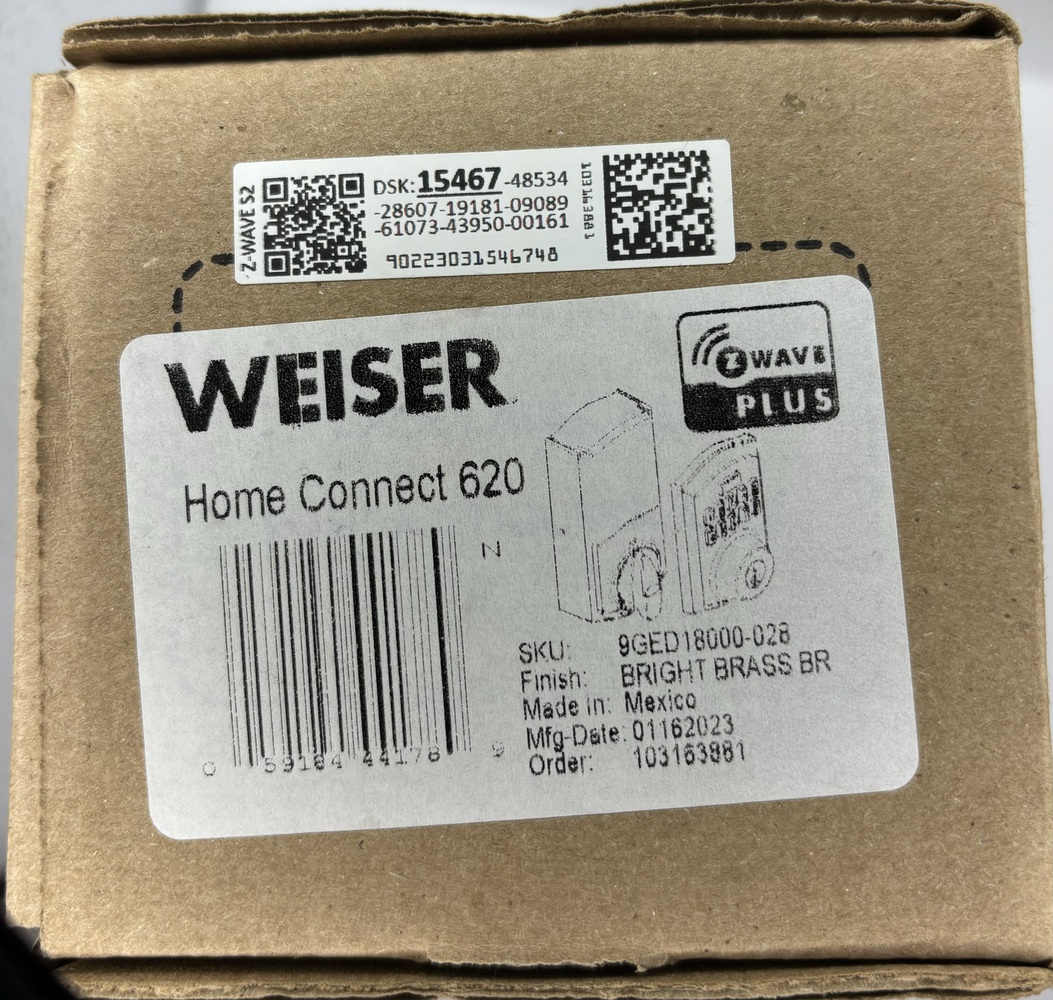 Z-WAVE S2
DSK: 15467-48534
-28607-19181-09089
-61073-43950-00161
90223031546748
103163881
WEISER
Z WAVE
PLUS
Home Connect 620
N
SKU: 9GED18000-028
Finish: BRIGHT BRASS BR
Made in: Mexico
Mfg-Date: 01162023
Order: 103163881
0 59184 44178 9